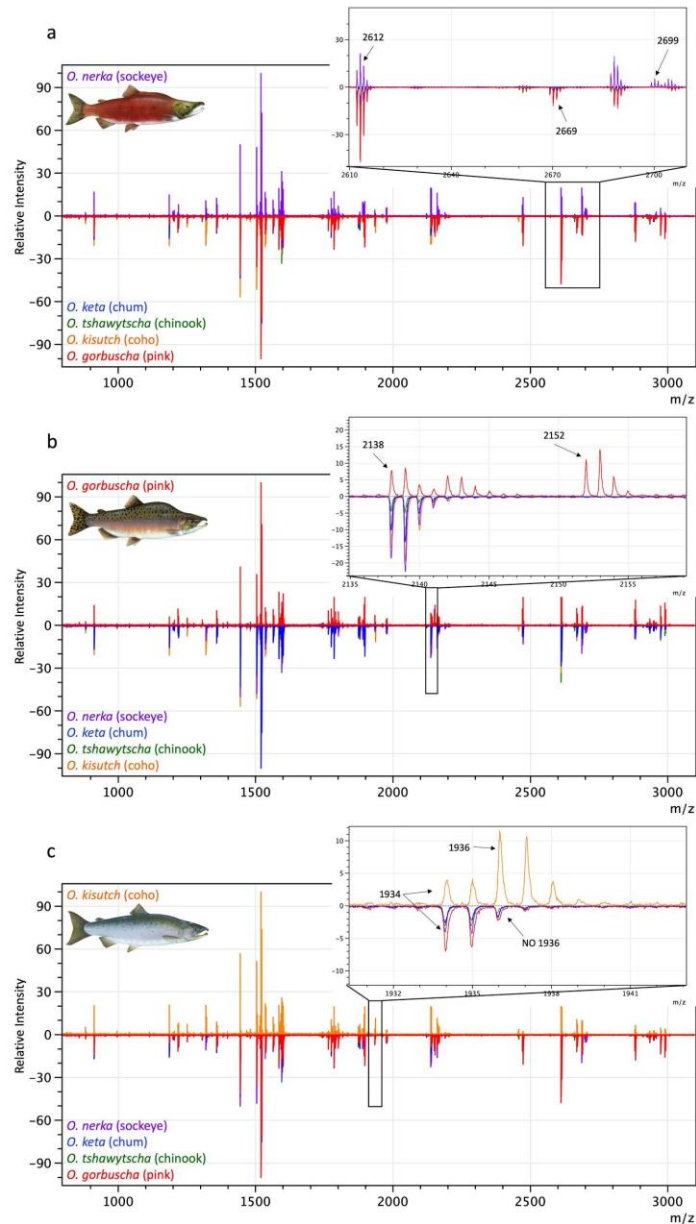 a
O. nerka (sockeye)
2612
2699
2669
30
0
-30
2610
2640
2670
2700
m/z
90
60
30
0
-30
-60
-90
Relative Intensity
O. keta (chum)
O. tshawytscha (chinook)
O. kisutch (coho)
O. gorbuscha (pink)
1000
1500
2000
2500
3000
m/z
b
O. gorbuscha (pink)
2138
2152
20
15
10
5
0
-5
-10
-15
-20
2135
2140
2145
2150
2155
m/z
90
60
30
0
-30
-60
-90
Relative Intensity
O. nerka (sockeye)
O. keta (chum)
O. tshawytscha (chinook)
O. kisutch (coho)
1000
1500
2000
2500
3000
m/z
c
O. kisutch (coho)
1936
1934
NO 1936
10
5
0
-5
-10
1932
1935
1938
1941
m/z
90
60
30
0
-30
-60
-90
Relative Intensity
O. nerka (sockeye)
O. keta (chum)
O. tshawytscha (chinook)
O. gorbuscha (pink)
1000
1500
2000
2500
3000
m/z